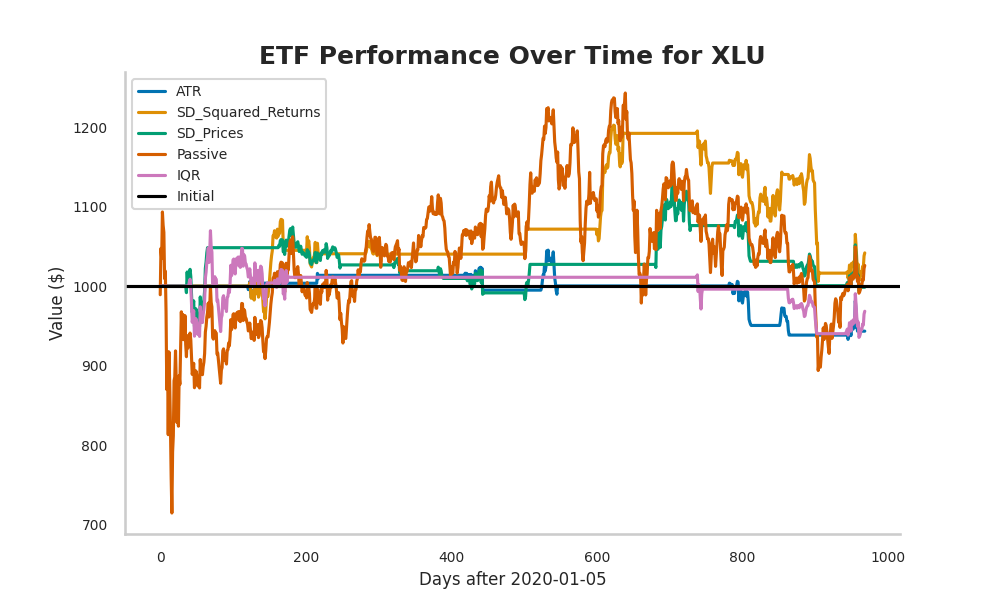 ETF Performance Over Time for XLU
ATR
SD_Squared_Returns
SD_Prices
Passive
IQR
Initial
1200
1100
1000
900
800
700
Value ($)
0 200 400 600 800 1000
Days after 2020-01-05